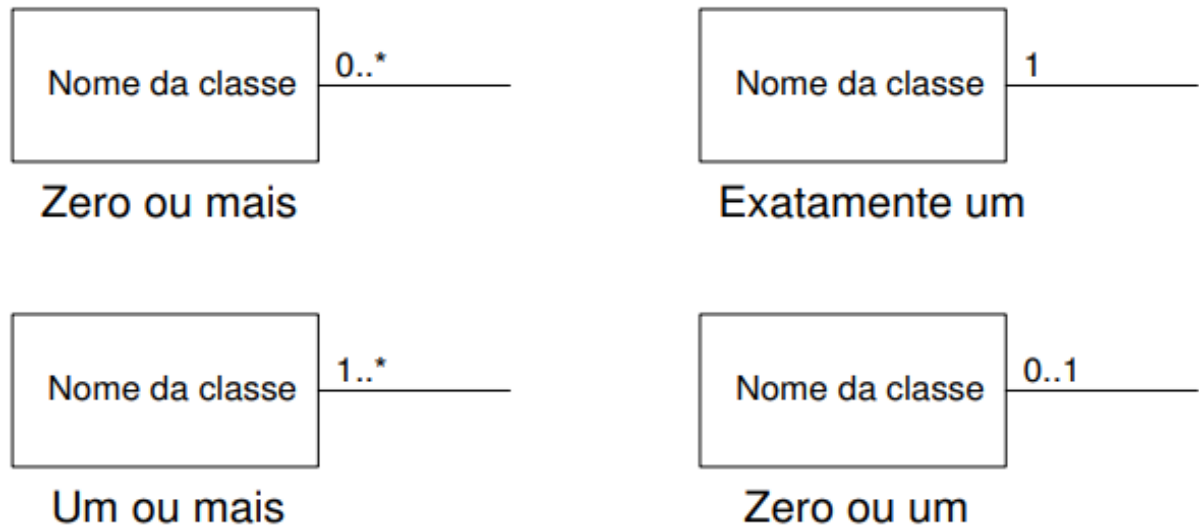 Nome da classe 0..*
Zero ou mais
Nome da classe 1
Exatamente um
Nome da classe 1..*
Um ou mais
Nome da classe 0..1
Zero ou um